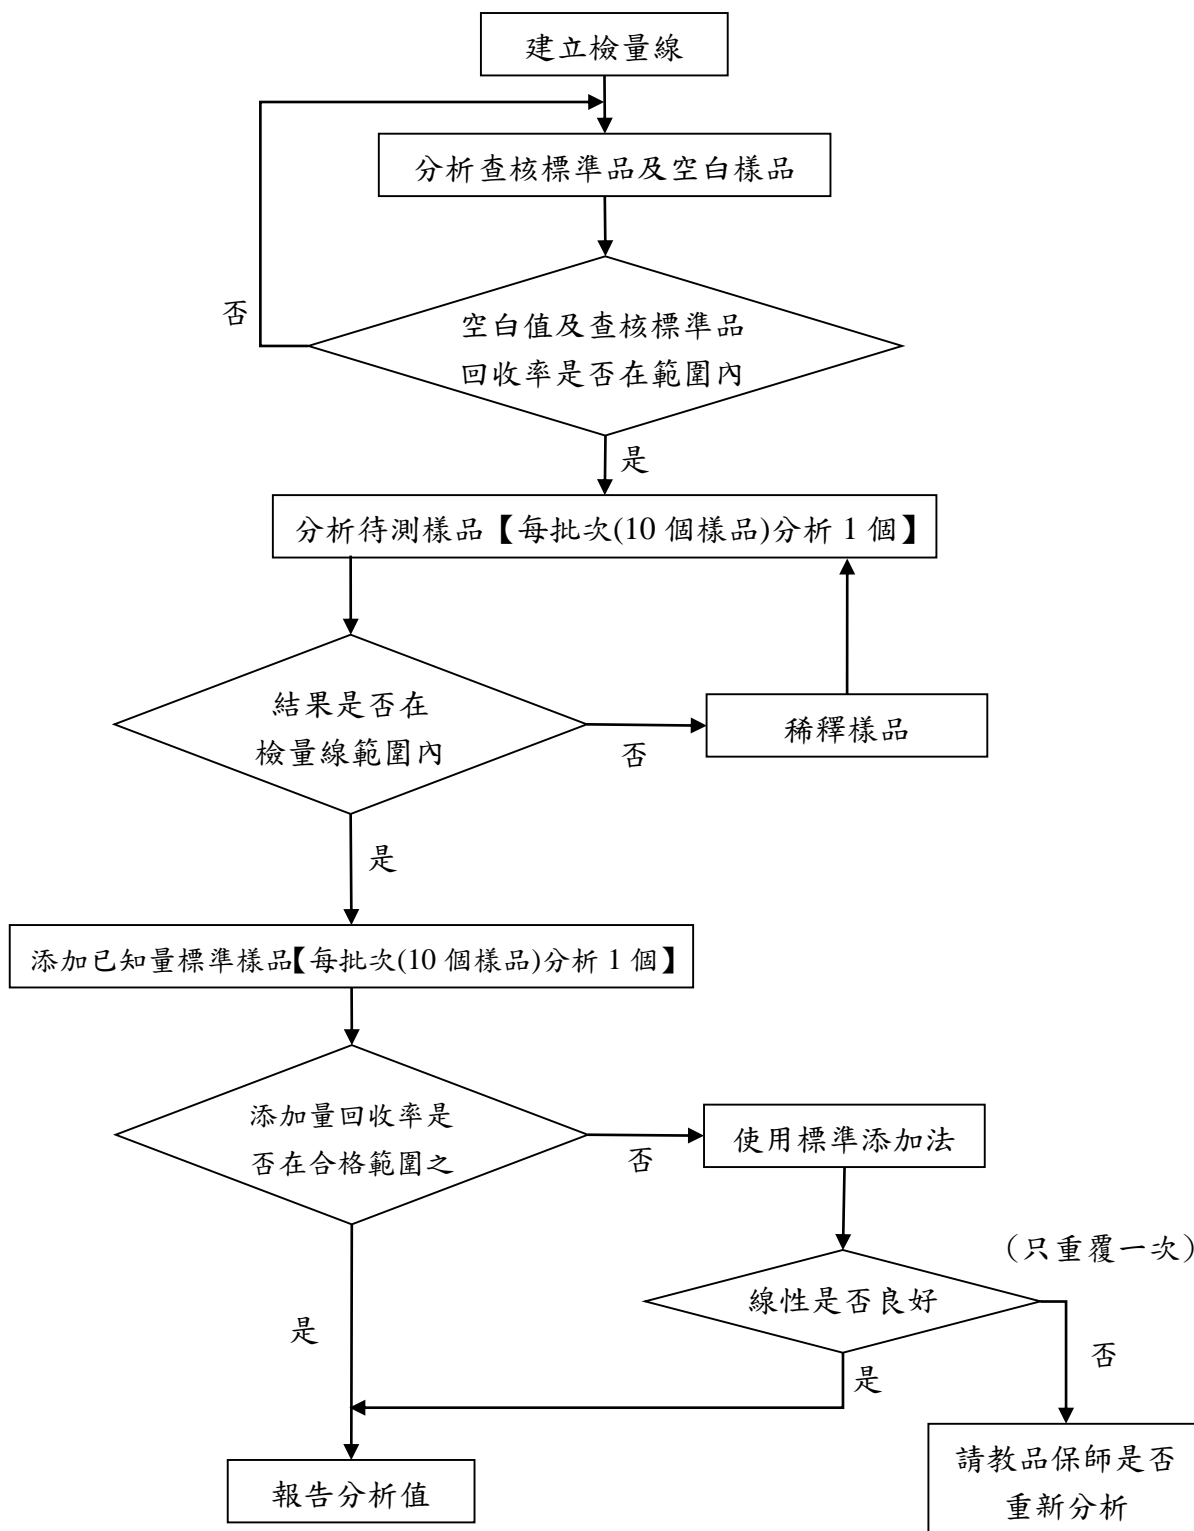 建立檢量線
分析查核標準品及空白樣品
否
空白值及查核標準品
回收率是否在範圍內
是
分析待測樣品【每批次(10 個樣品)分析 1 個】
結果是否在
檢量線範圍內
否
稀釋樣品
是
添加已知量標準樣品【每批次(10 個樣品)分析 1 個】
添加量回收率是
否在合格範圍之
否
使用標準添加法
（只重覆一次）
線性是否良好
是
否
是
報告分析值
請教品保師是否
重新分析